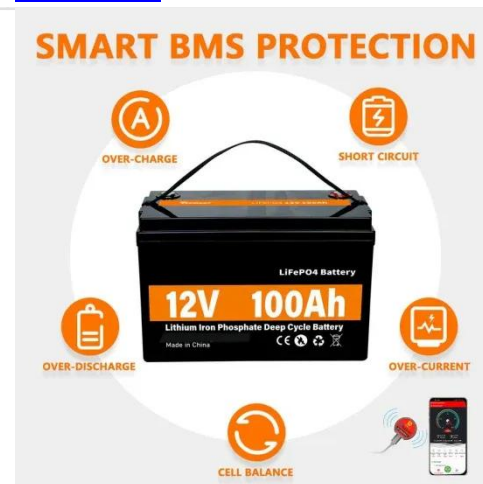 SMART BMS PROTECTION
A
OVER-CHARGE
SHORT CIRCUIT
LiFePO4 Battery
12V 100Ah
Lithium Iron Phosphate Deep Cycle Battery
Made in China
CE
OVER-DISCHARGE
OVER-CURRENT
CELL BALANCE